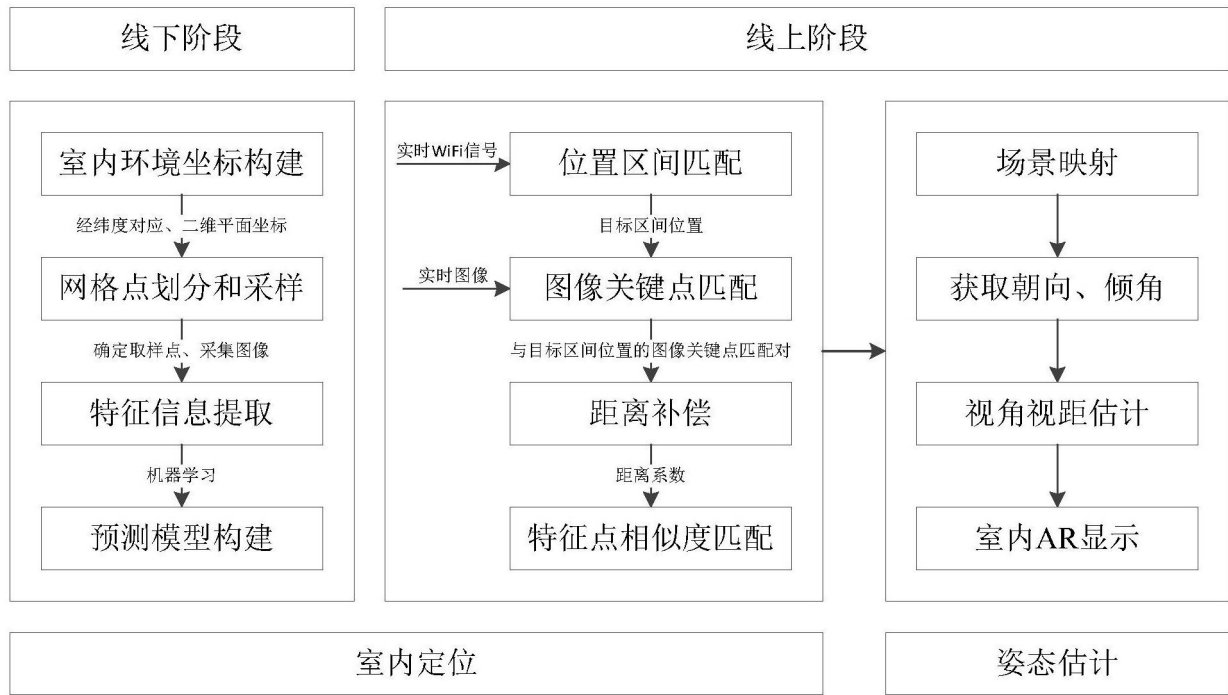 线下阶段
线上阶段
室内环境坐标构建
经纬度对应、二维平面坐标
网格点划分和采样
确定取样点、采集图像
特征信息提取
机器学习
预测模型构建
实时WiFi信号
位置区间匹配
目标区间位置
实时图像
图像关键点匹配
与目标区间位置的图像关键点匹配对
距离补偿
距离系数
特征点相似度匹配
场景映射
获取朝向、倾角
视角视距估计
室内AR显示
室内定位
姿态估计